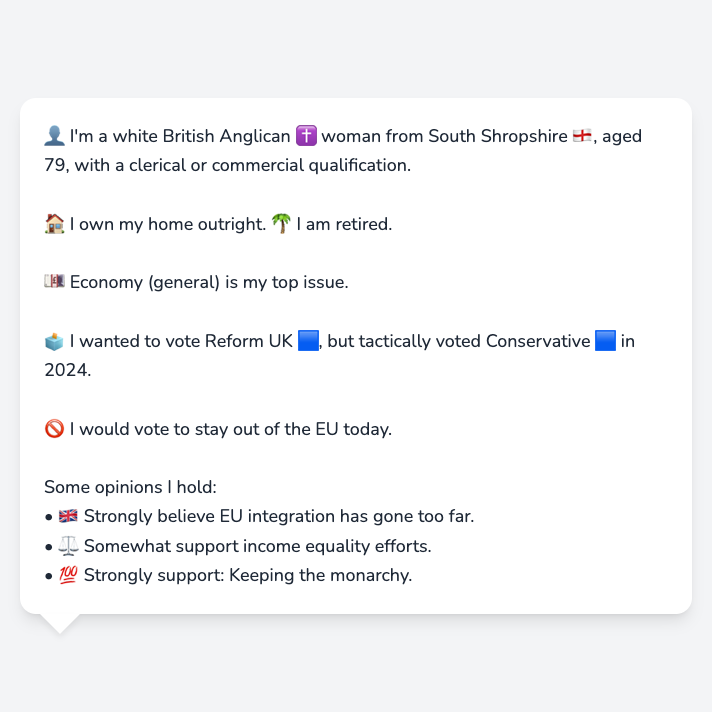 👤 I'm a white British Anglican ✝️ woman from South Shropshire 🏴󠁧󠁢󠁥󠁮󠁧󠁿, aged
79, with a clerical or commercial qualification.
🏠 I own my home outright. 🌴 I am retired.
💷 Economy (general) is my top issue.
🗳️ I wanted to vote Reform UK 🟦, but tactically voted Conservative 🟦 in
2024.
🚫 I would vote to stay out of the EU today.
Some opinions I hold:
• 🇬🇧 Strongly believe EU integration has gone too far.
• ⚖️ Somewhat support income equality efforts.
• 💯 Strongly support: Keeping the monarchy.